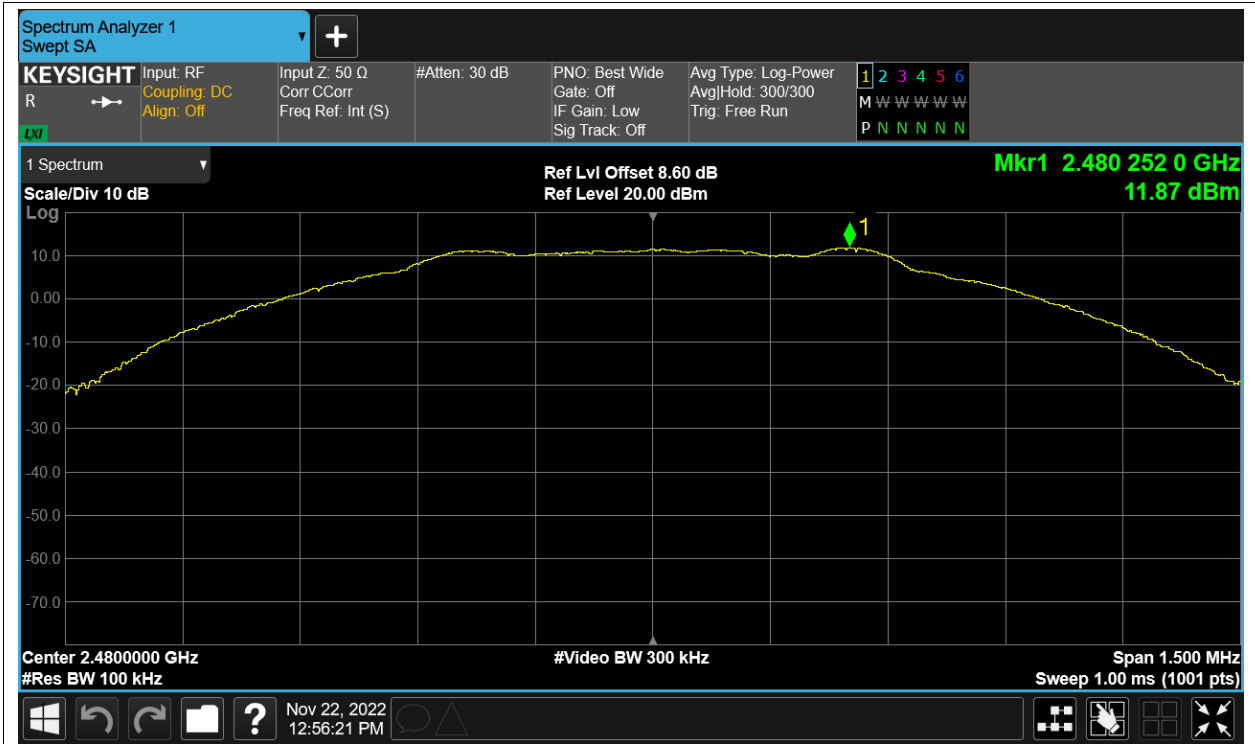 Spectrum Analyzer 1
Swept SA
+
KEYSIGHT
R
LXI
Input: RF
Coupling: DC
Align: Off
Input Z: 50 Ω
Corr CCorr
Freq Ref: Int (S)
#Atten: 30 dB
PNO: Best Wide
Gate: Off
IF Gain: Low
Sig Track: Off
Avg Type: Log-Power
Avg|Hold: 300/300
Trig: Free Run
1 2 3 4 5 6
M W W W W W
P N N N N N
1 Spectrum
Scale/Div 10 dB
Log
Ref Lvl Offset 8.60 dB
Ref Level 20.00 dBm
Mkr1 2.480 252 0 GHz
11.87 dBm
1
10.0
0.00
-10.0
-20.0
-30.0
-40.0
-50.0
-60.0
-70.0
Center 2.4800000 GHz
#Video BW 300 kHz
Span 1.500 MHz
#Res BW 100 kHz
Sweep 1.00 ms (1001 pts)
?
Nov 22, 2022
12:56:21 PM